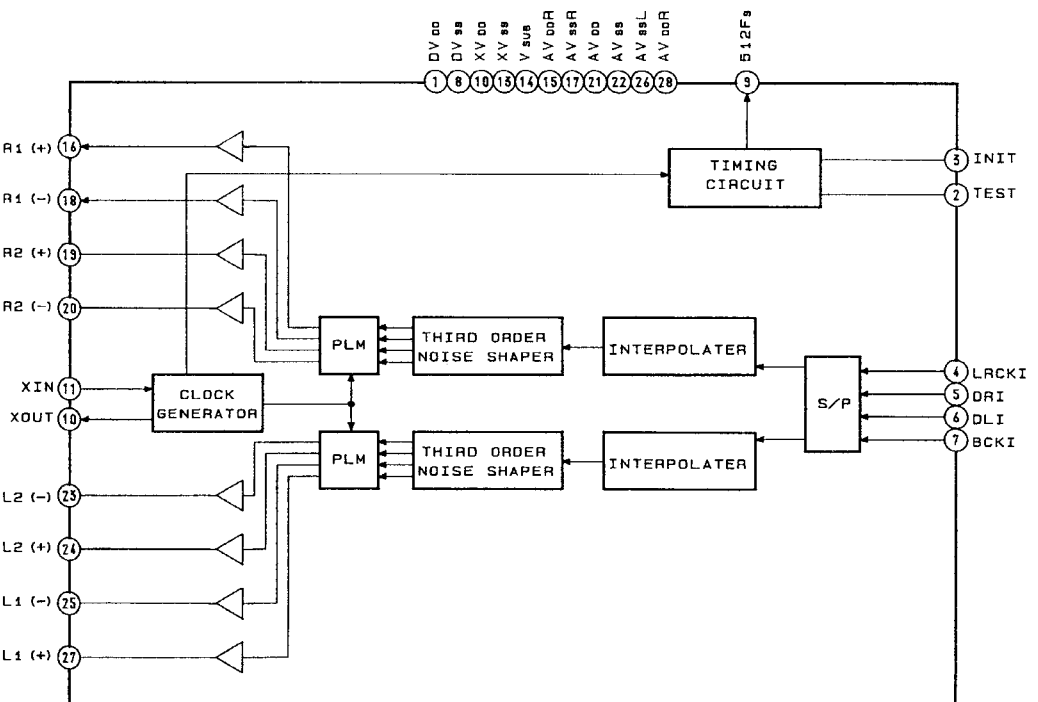 DVDD
DVSS
XVDD
XVSS
VSUB
AVDDR
AVSSR
AVDD
AVSS
AVSSL
AVDDR
512Fs
1
8
10
13
14
15
17
21
22
26
28
9
R1 (+) 16
R1 (-) 18
R2 (+) 19
R2 (-) 20
XIN 11
XOUT 10
L2 (-) 23
L2 (+) 24
L1 (-) 25
L1 (+) 27
CLOCK
GENERATOR
PLM
PLM
THIRD ORDER
NOISE SHAPER
THIRD ORDER
NOISE SHAPER
INTERPOLATER
INTERPOLATER
S/P
TIMING
CIRCUIT
3 INIT
2 TEST
4 LRCKI
5 DRI
6 DLI
7 BCKI